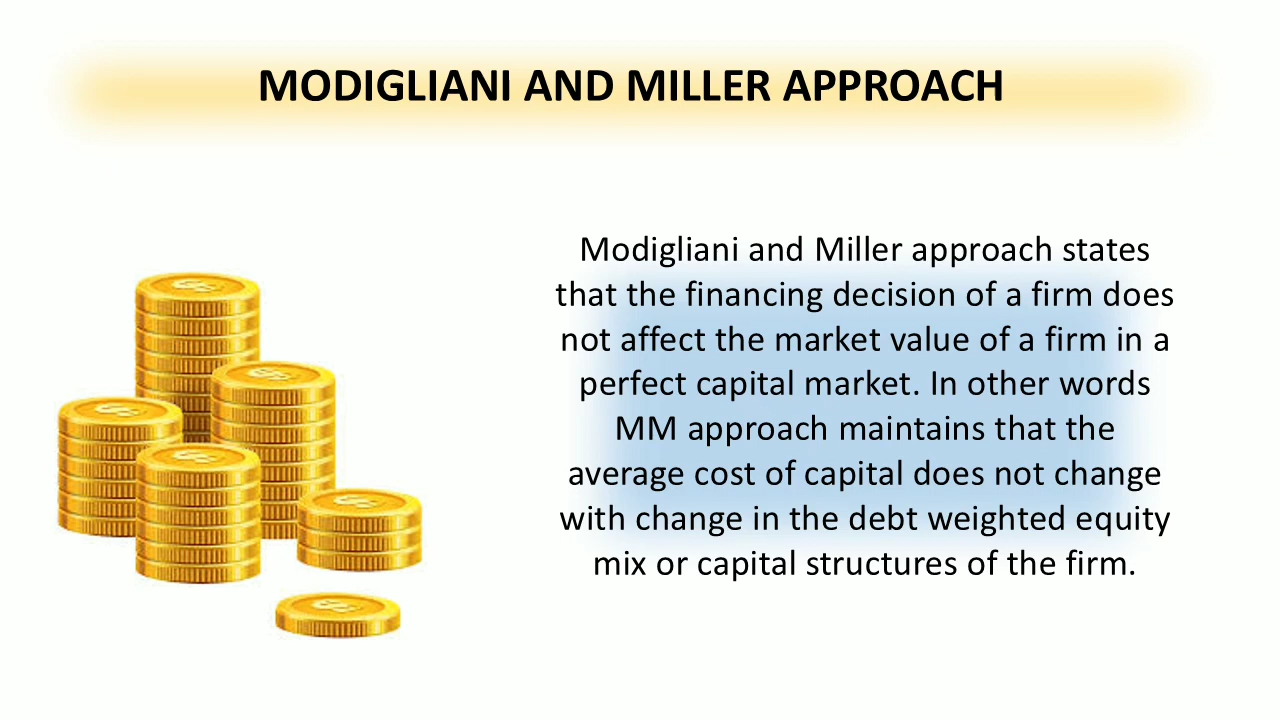 MODIGLIANI AND MILLER APPROACH
Modigliani and Miller approach states
that the financing decision of a firm does
not affect the market value of a firm in a
perfect capital market. In other words
MM approach maintains that the
average cost of capital does not change
with change in the debt weighted equity
mix or capital structures of the firm.